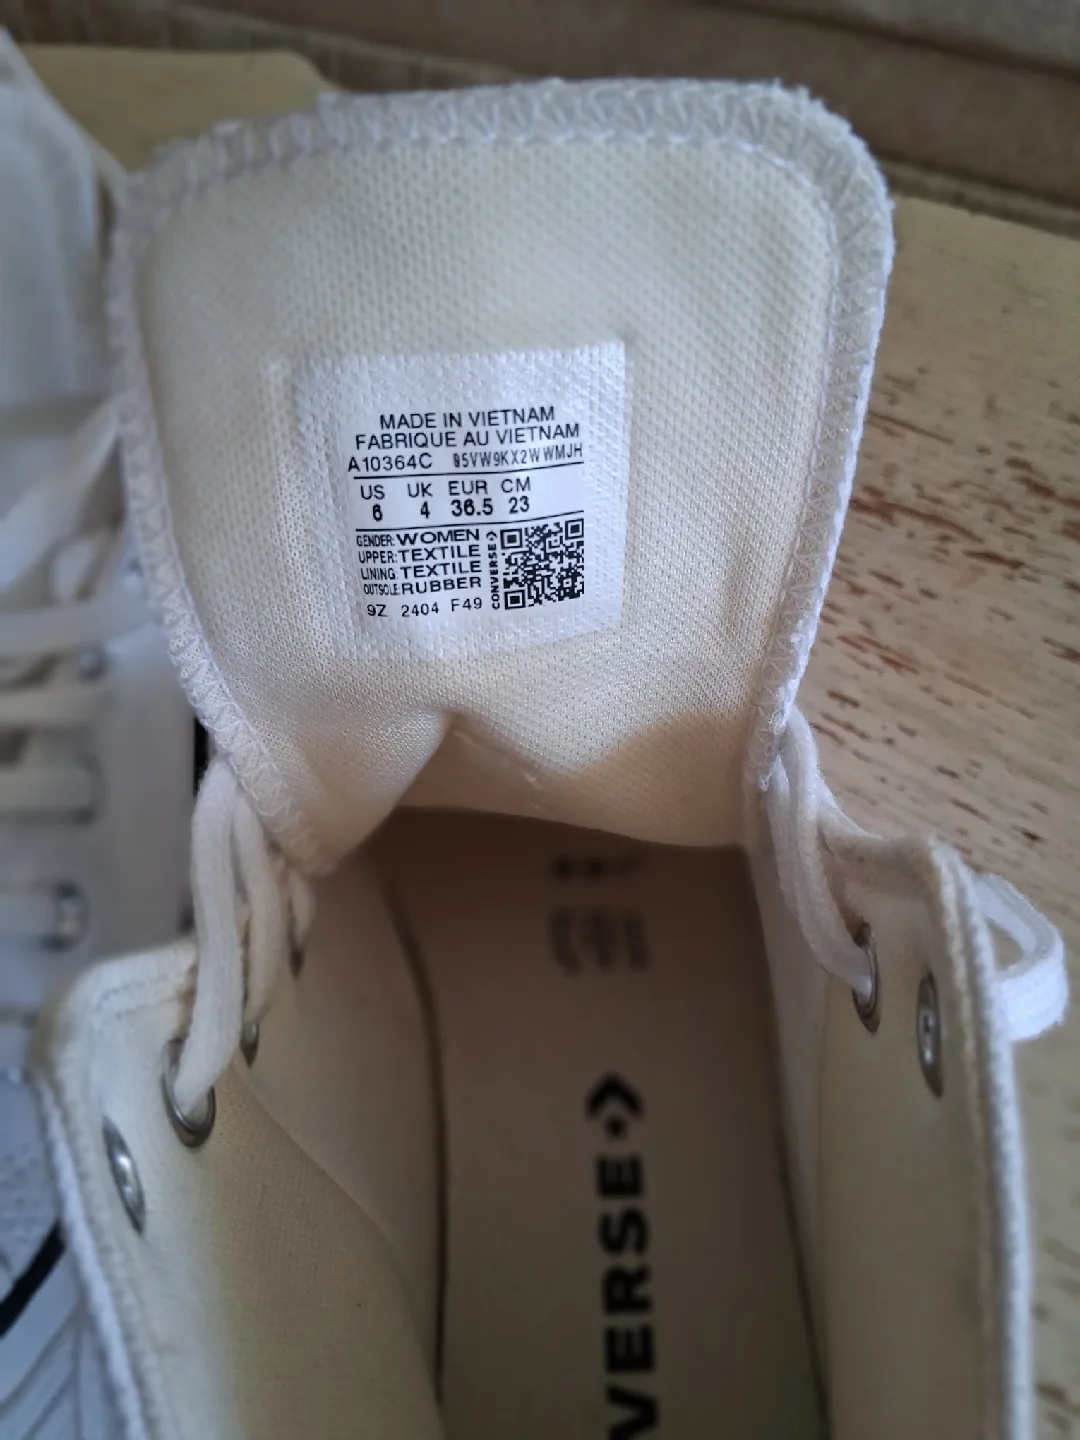 MADE IN VIETNAM
FABRIQUE AU VIETNAM
A10364C 95VW9KX2WWMJH
US UK EUR CM
6 4 36.5 23
GENDER: WOMEN
UPPER: TEXTILE
LINING: TEXTILE
OUTSOLE: RUBBER
9Z 2404 F49
CONVERSE
VERSE